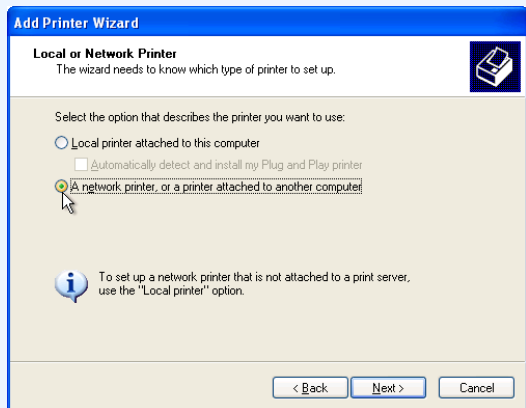 Add Printer Wizard
Local or Network Printer
The wizard needs to know which type of printer to set up.
Select the option that describes the printer you want to use:
Local printer attached to this computer
Automatically detect and install my Plug and Play printer
A network printer, or a printer attached to another computer
To set up a network printer that is not attached to a print server,
use the "Local printer" option.
< Back Next > Cancel